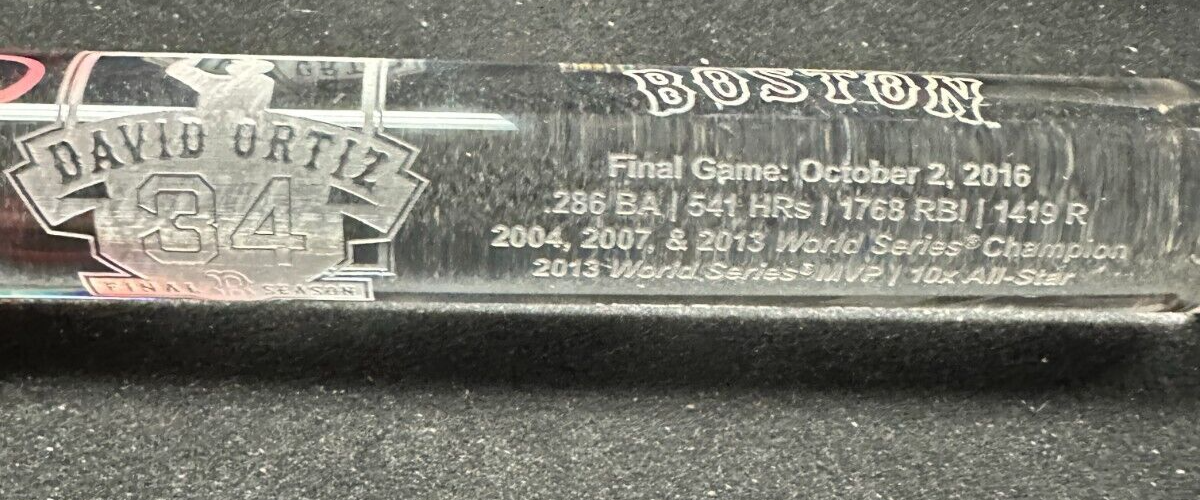 DAVID ORTIZ
34
FINAL B SEASON
BOSTON
Final Game: October 2, 2016
.286 BA | 541 HRs | 1768 RBI | 1419 R
2004, 2007, & 2013 World Series® Champion
2013 World Series® MVP | 10x All-Star